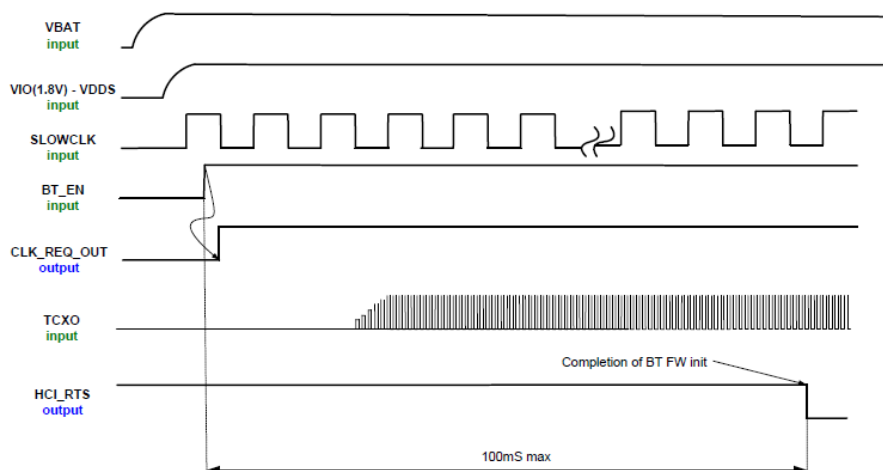 VBAT
input
VIO(1.8V) - VDDS
input
SLOWCLK
input
BT_EN
input
CLK_REQ_OUT
output
TCXO
input
Completion of BT FW init
HCI_RTS
output
100mS max